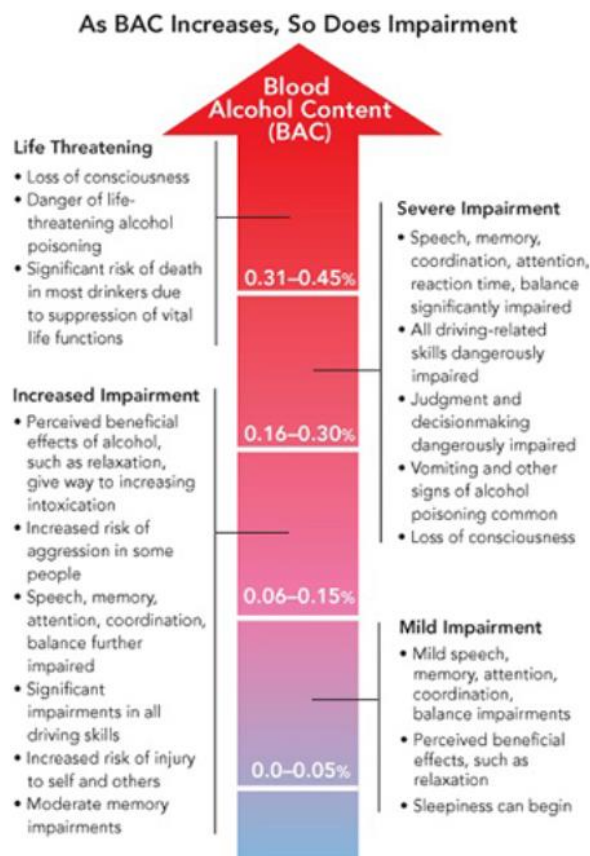 As BAC Increases, So Does Impairment
Blood
Alcohol Content
(BAC)
Life Threatening
• Loss of consciousness
• Danger of life-
threatening alcohol
poisoning
• Significant risk of death
in most drinkers due
to suppression of vital
life functions
0.31–0.45%
Severe Impairment
• Speech, memory,
coordination, attention,
reaction time, balance
significantly impaired
• All driving-related
skills dangerously
impaired
• Judgment and
decisionmaking
dangerously impaired
• Vomiting and other
signs of alcohol
poisoning common
• Loss of consciousness
0.16–0.30%
Increased Impairment
• Perceived beneficial
effects of alcohol,
such as relaxation,
give way to increasing
intoxication
• Increased risk of
aggression in some
people
• Speech, memory,
attention, coordination,
balance further
impaired
• Significant
impairments in all
driving skills
• Increased risk of injury
to self and others
• Moderate memory
impairments
0.06–0.15%
Mild Impairment
• Mild speech,
memory, attention,
coordination,
balance impairments
• Perceived beneficial
effects, such as
relaxation
• Sleepiness can begin
0.0–0.05%